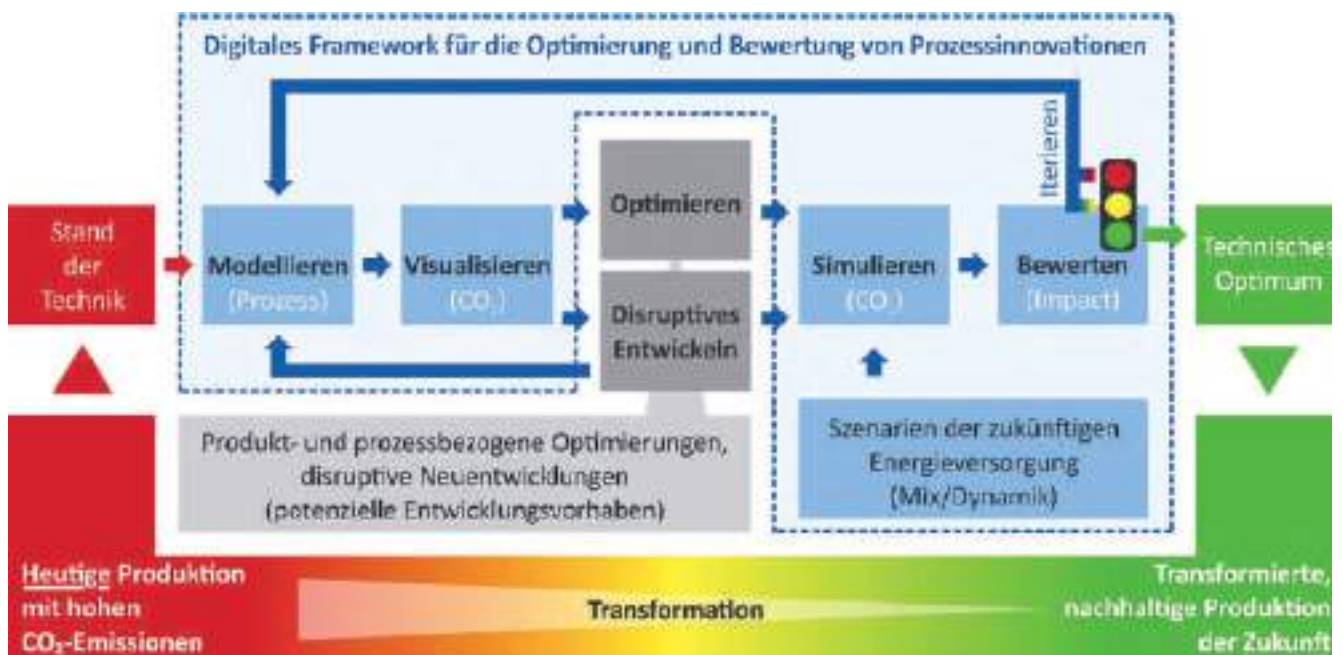 Digitales Framework für die Optimierung und Bewertung von Prozessinnovationen
Iterieren
Stand
der
Technik
Modellieren
(Prozess)
Visualisieren
(CO₂)
Optimieren
Disruptives
Entwickeln
Simulieren
(CO₂)
Bewerten
(Impact)
Technisches
Optimum
Produkt- und prozessbezogene Optimierungen,
disruptive Neuentwicklungen
(potenzielle Entwicklungsvorhaben)
Szenarien der zukünftigen
Energieversorgung
(Mix/Dynamik)
Heutige Produktion
mit hohen
CO₂-Emissionen
Transformation
Transformierte,
nachhaltige Produktion
der Zukunft